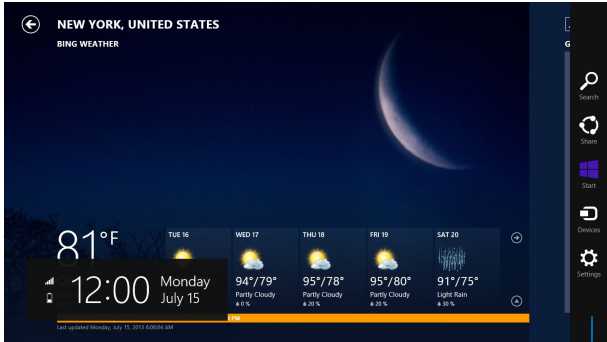 NEW YORK, UNITED STATES
BING WEATHER
81°F
TUE 16
WED 17
94°/79°
Partly Cloudy
0 %
THU 18
95°/78°
Partly Cloudy
20 %
FRI 19
95°/80°
Partly Cloudy
20 %
SAT 20
91°/75°
Light Rain
30 %
12:00
Monday
July 15
PM
Last updated Monday, July 15, 2013 6:06:04 AM
G
Search
Share
Start
Devices
Settings